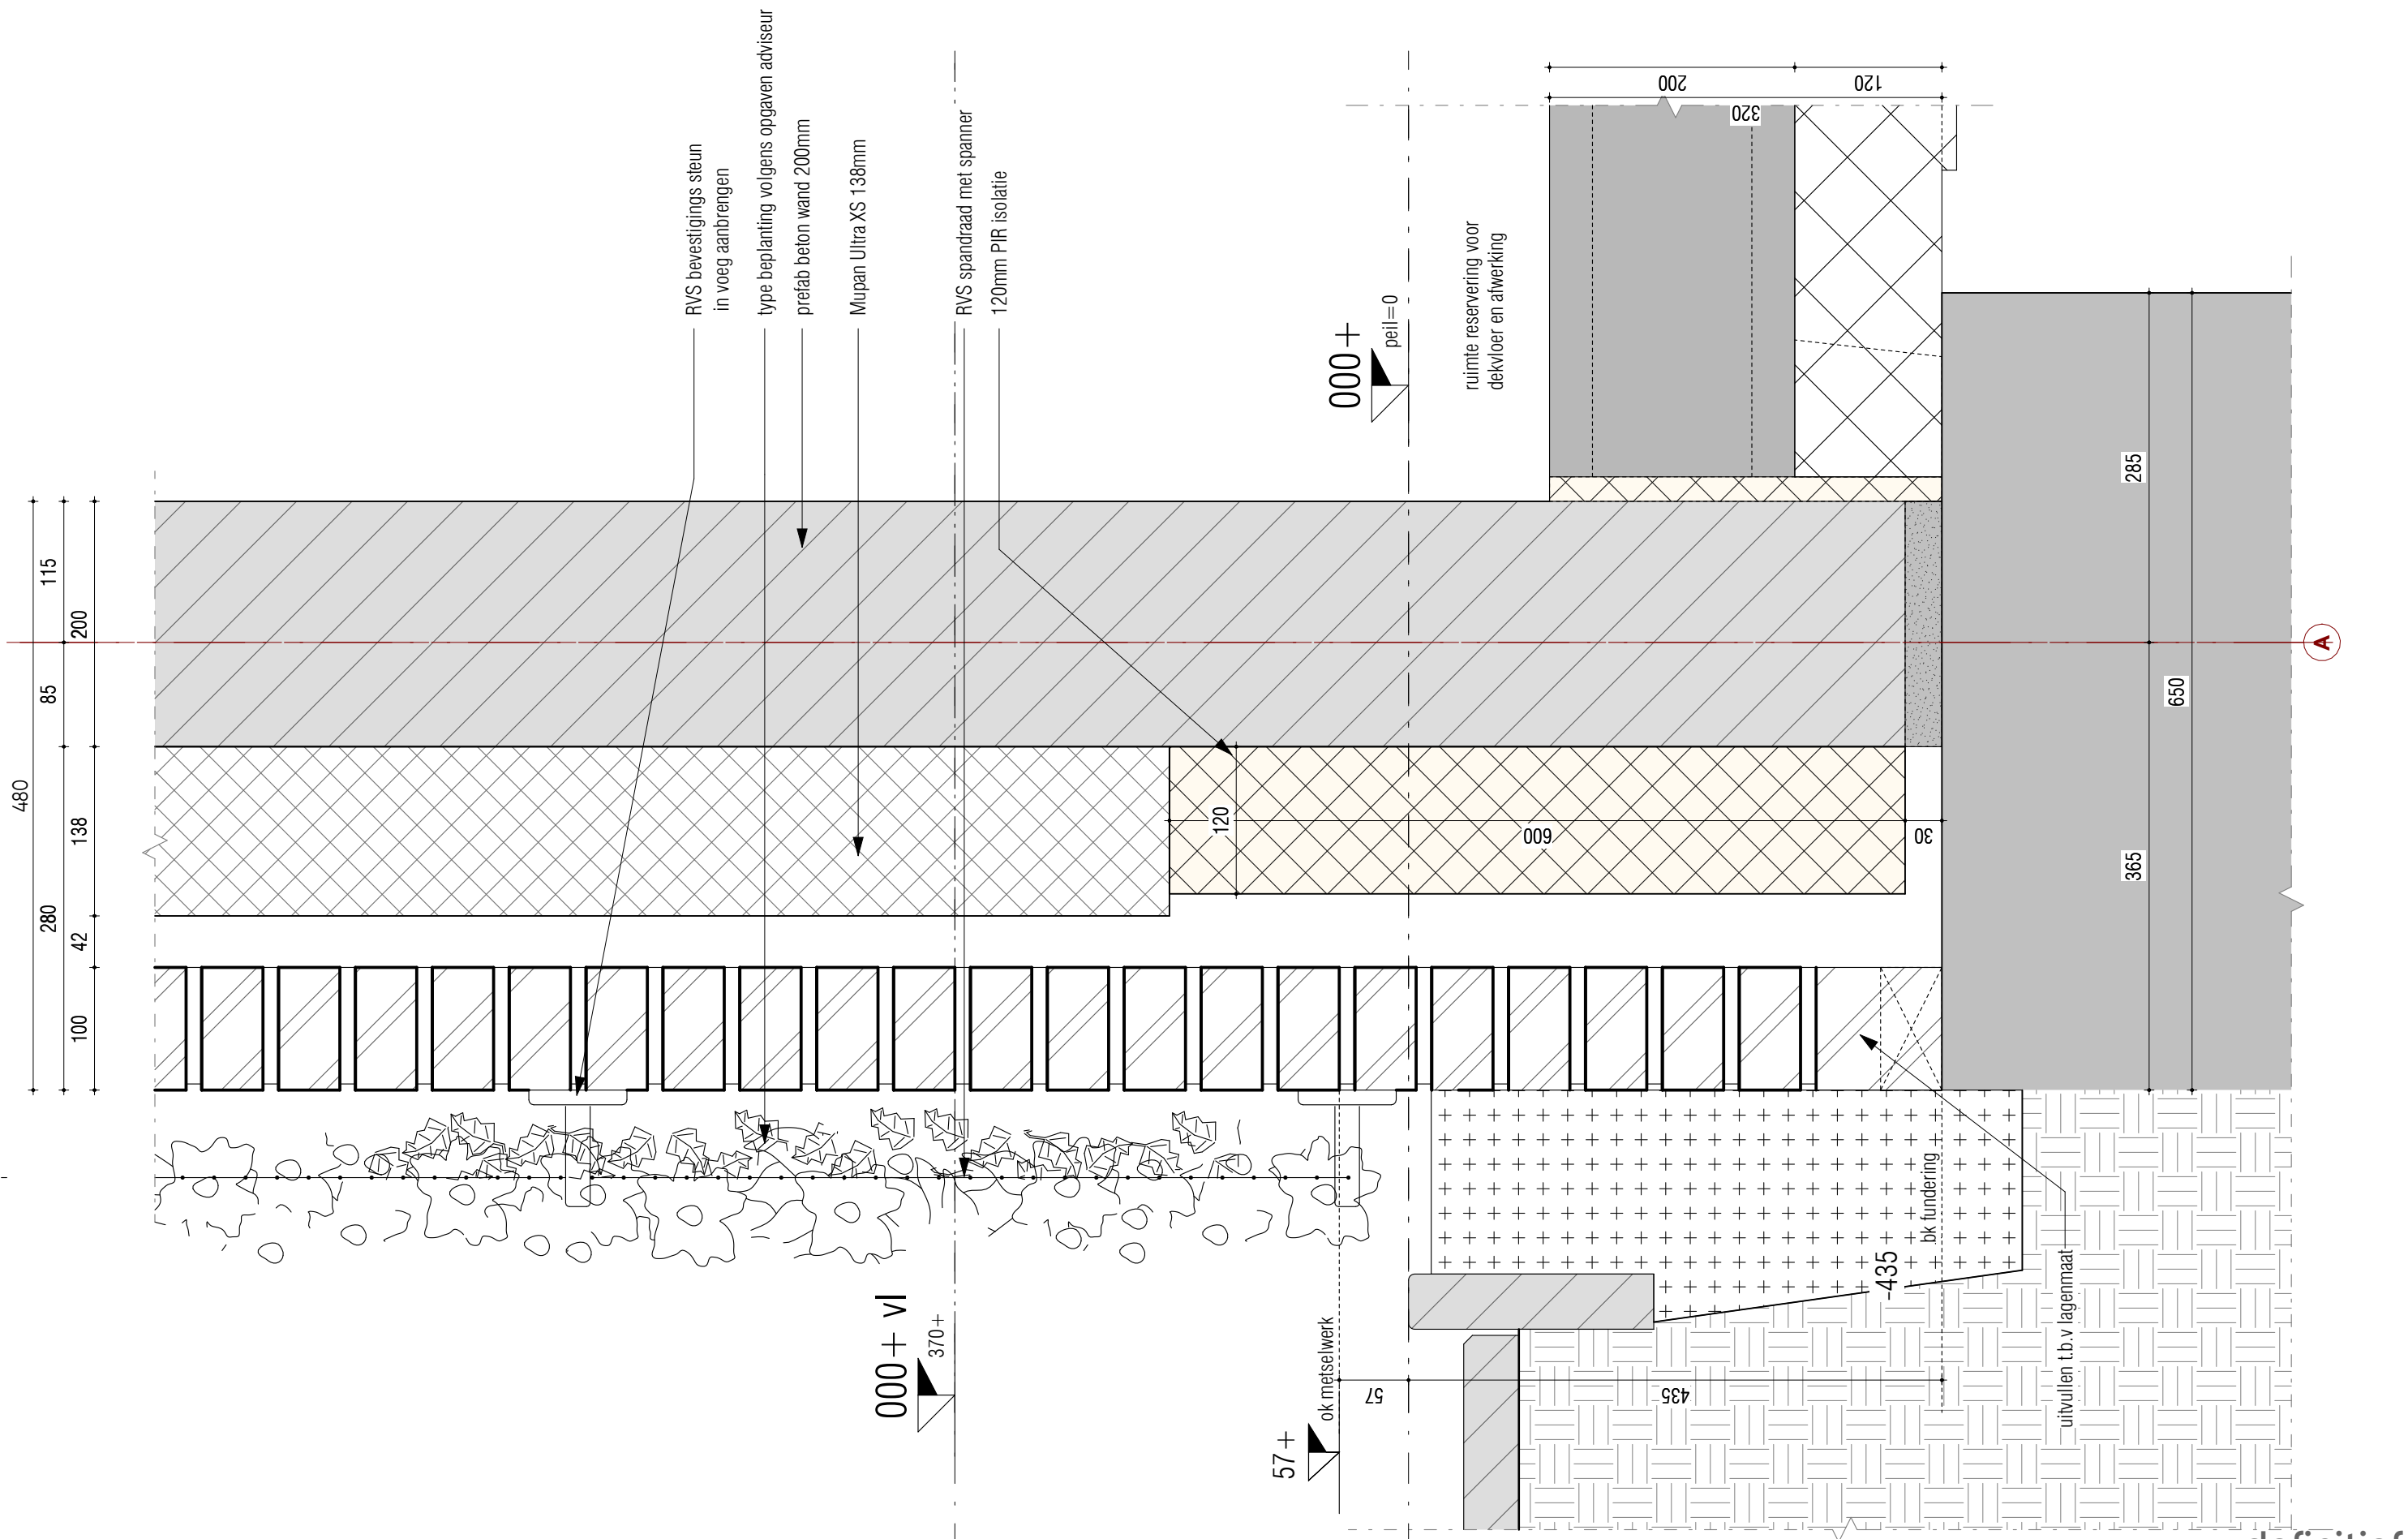 RVS bevestigings steun
in voeg aanbrengen
type beplanting volgens opgaven adviseur
prefab beton wand 200mm
Mupan Ultra XS 138mm
RVS spandraad met spanner
120mm PIR isolatie
000+
peil=0
ruimte reservering voor
dekvloer en afwerking
200
120
320
480
115
85
280
200
138
42
100
120
600
30
285
365
650
A
000+ vl
370+
57+
ok metselwerk
57
435
-435
bk fundering
uitvullen t.b.v lagenmaat